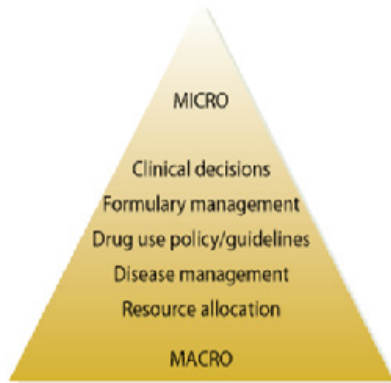 MICRO
Clinical decisions
Formulary management
Drug use policy/guidelines
Disease management
Resource allocation
MACRO